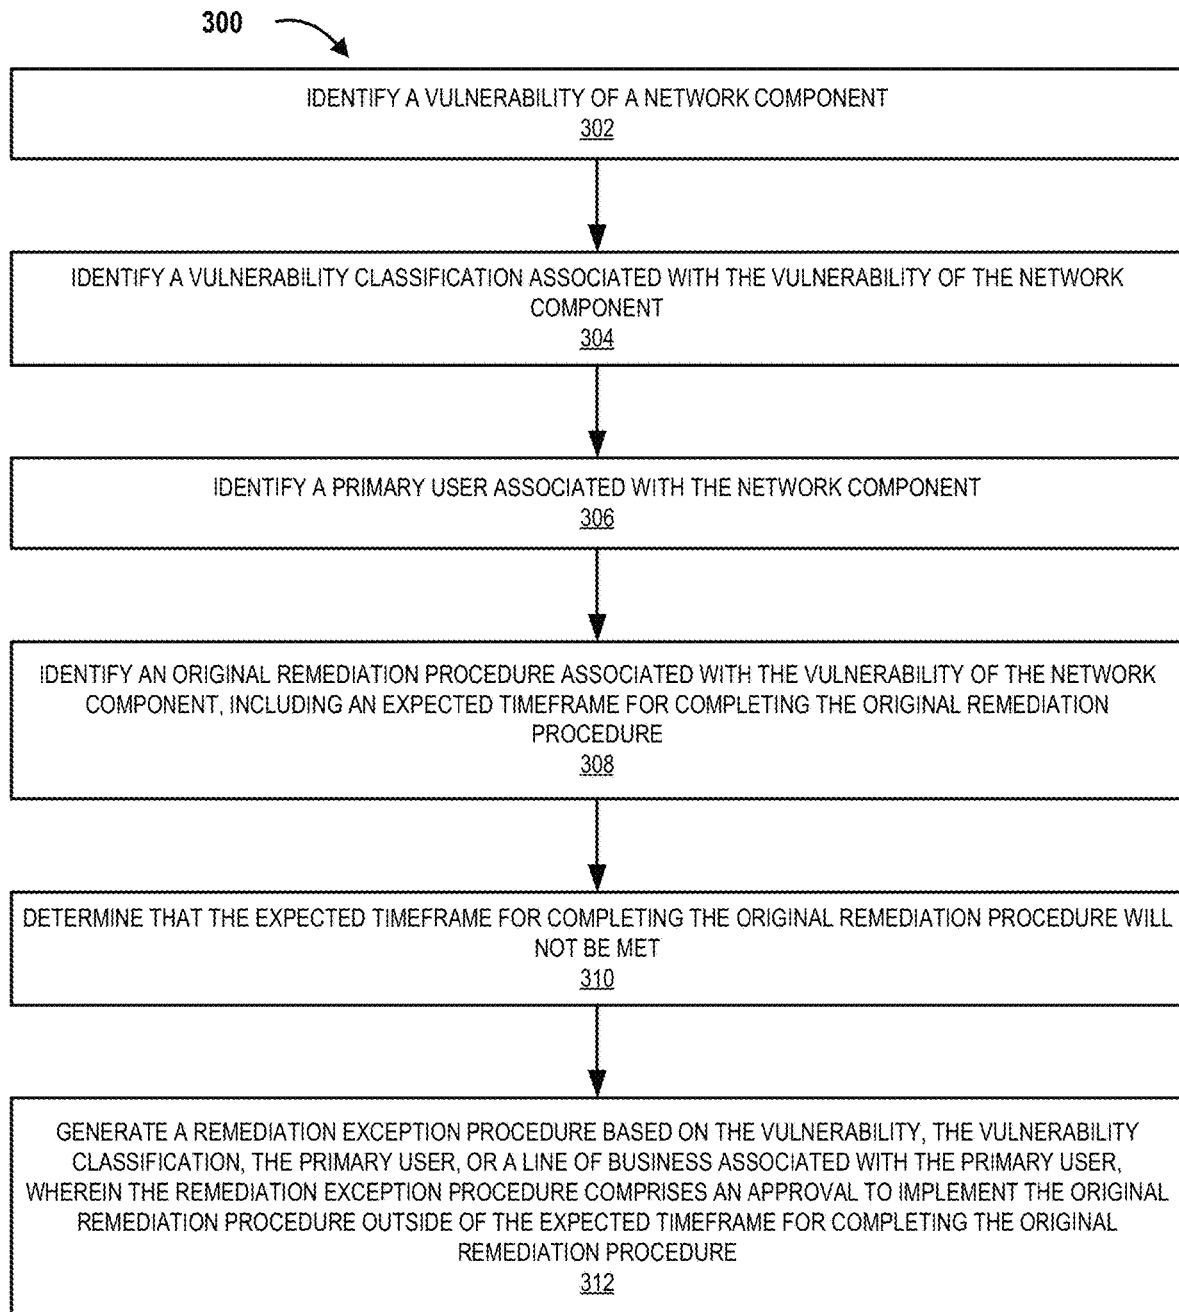 300
IDENTIFY A VULNERABILITY OF A NETWORK COMPONENT
302
IDENTIFY A VULNERABILITY CLASSIFICATION ASSOCIATED WITH THE VULNERABILITY OF THE NETWORK
COMPONENT
304
IDENTIFY A PRIMARY USER ASSOCIATED WITH THE NETWORK COMPONENT
306
IDENTIFY AN ORIGINAL REMEDIATION PROCEDURE ASSOCIATED WITH THE VULNERABILITY OF THE NETWORK
COMPONENT, INCLUDING AN EXPECTED TIMEFRAME FOR COMPLETING THE ORIGINAL REMEDIATION
PROCEDURE
308
DETERMINE THAT THE EXPECTED TIMEFRAME FOR COMPLETING THE ORIGINAL REMEDIATION PROCEDURE WILL
NOT BE MET
310
GENERATE A REMEDIATION EXCEPTION PROCEDURE BASED ON THE VULNERABILITY, THE VULNERABILITY
CLASSIFICATION, THE PRIMARY USER, OR A LINE OF BUSINESS ASSOCIATED WITH THE PRIMARY USER,
WHEREIN THE REMEDIATION EXCEPTION PROCEDURE COMPRISES AN APPROVAL TO IMPLEMENT THE ORIGINAL
REMEDIATION PROCEDURE OUTSIDE OF THE EXPECTED TIMEFRAME FOR COMPLETING THE ORIGINAL
REMEDIATION PROCEDURE
312